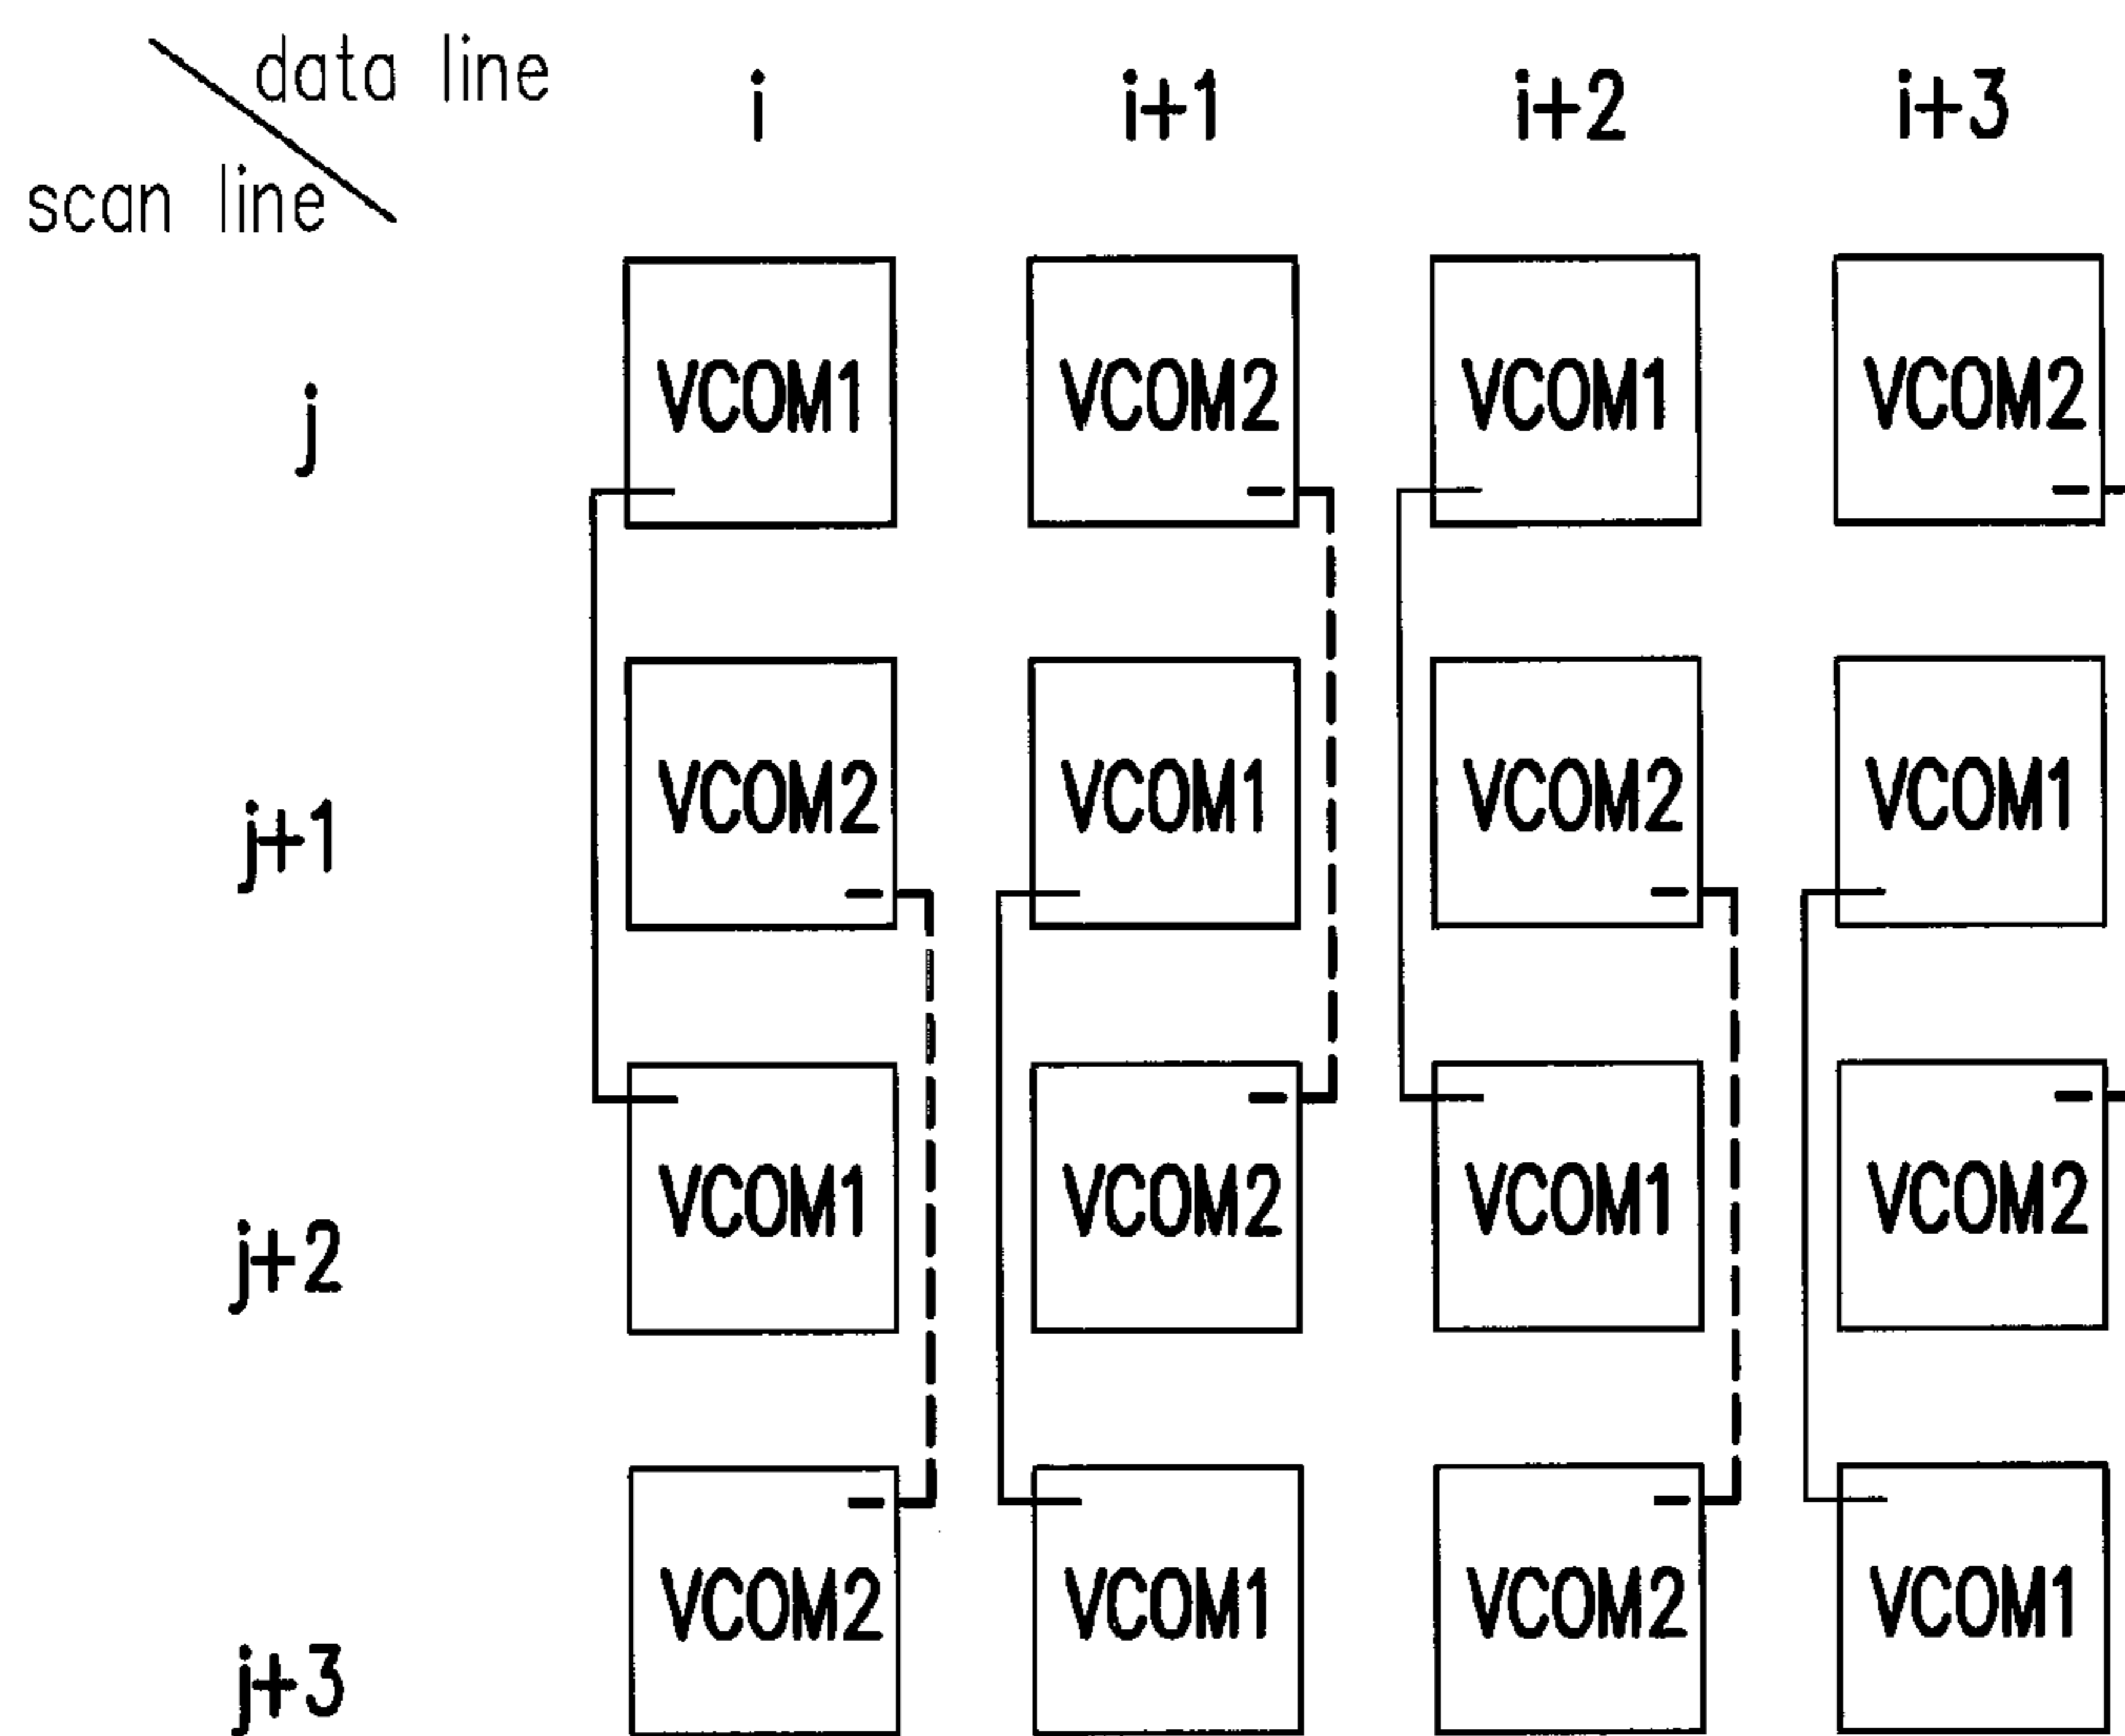 data line
scan line
i i+1 i+2 i+3
j VCOM1 VCOM2 VCOM1 VCOM2
j+1 VCOM2 VCOM1 VCOM2 VCOM1
j+2 VCOM1 VCOM2 VCOM1 VCOM2
j+3 VCOM2 VCOM1 VCOM2 VCOM1